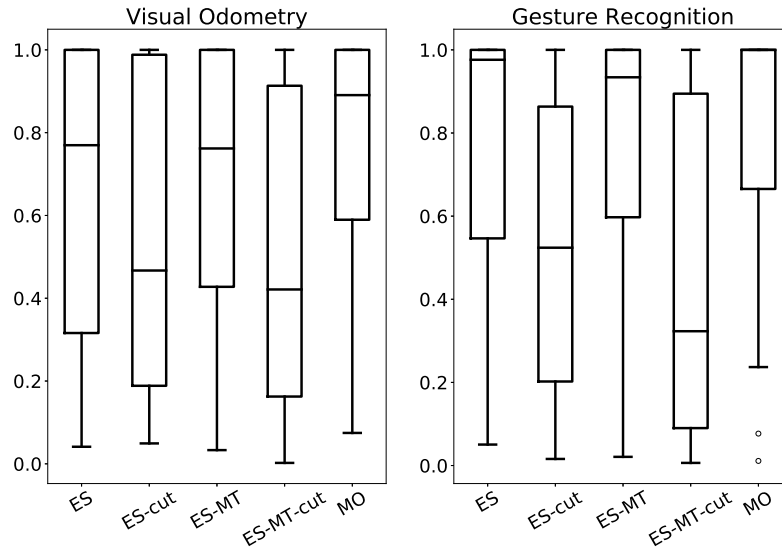 Visual Odometry
1.0
0.8
0.6
0.4
0.2
0.0
ES
ES-cut
ES-MT
ES-MT-cut
MO
Gesture Recognition
1.0
0.8
0.6
0.4
0.2
0.0
ES
ES-cut
ES-MT
ES-MT-cut
MO